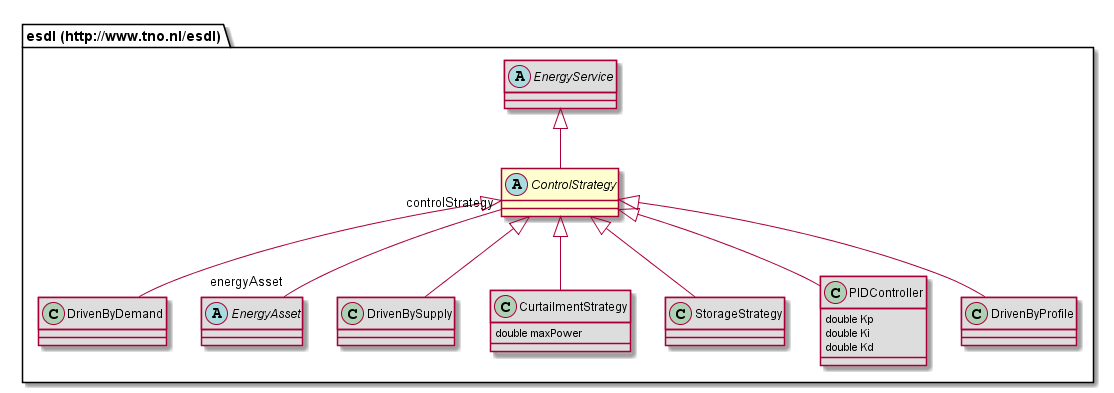 esdl (http://www.tno.nl/esdl)
A EnergyService
A ControlStrategy
controlStrategy
energyAsset
C DrivenByDemand
A EnergyAsset
C DrivenBySupply
C CurtailmentStrategy
double maxPower
C StorageStrategy
C PIDController
double Kp
double Ki
double Kd
C DrivenByProfile